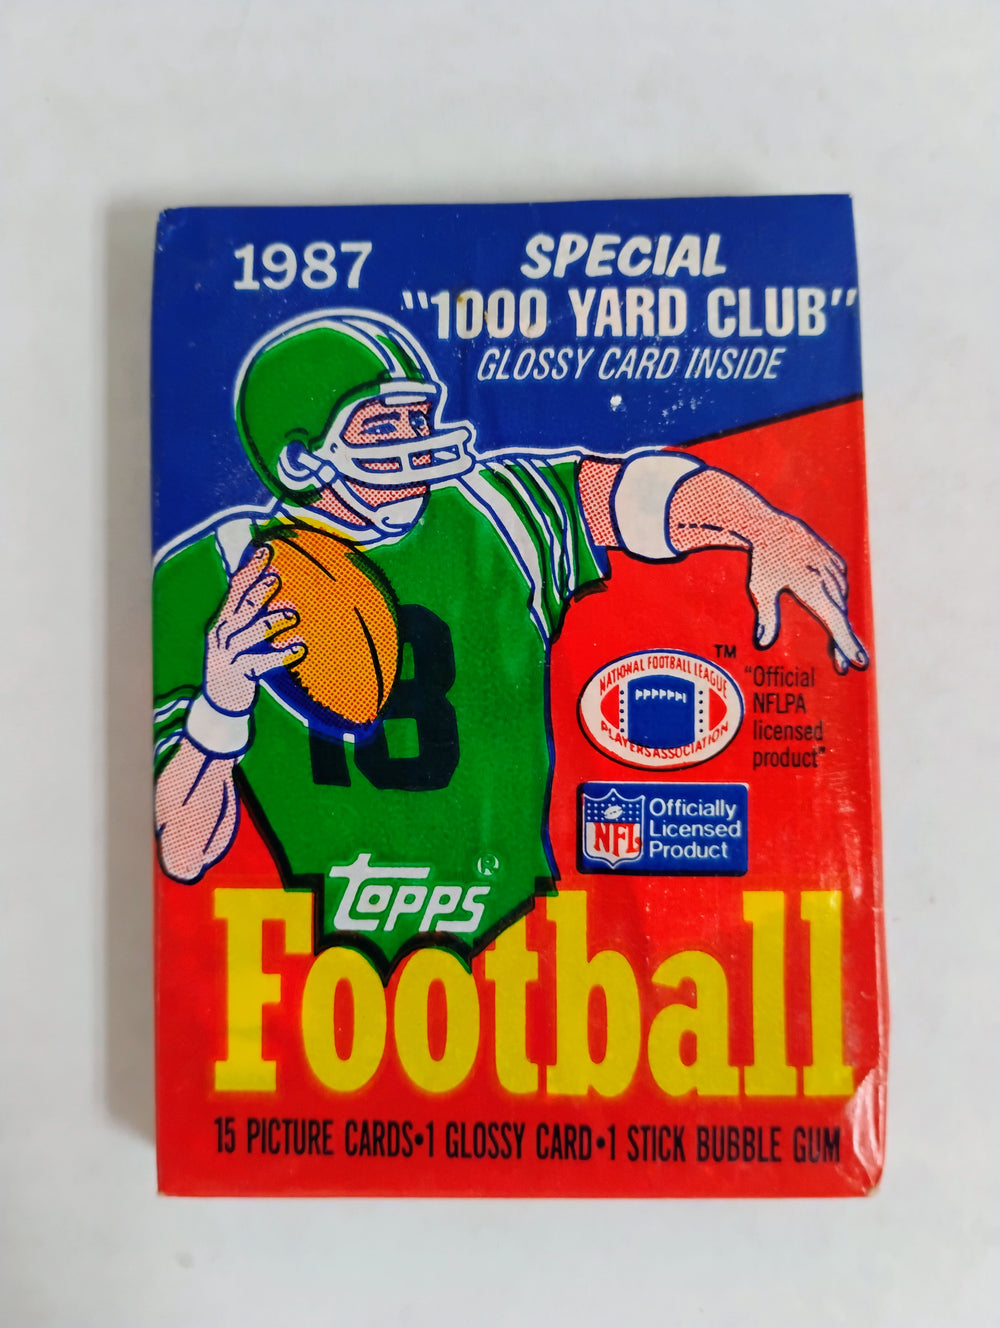 1987
SPECIAL
"1000 YARD CLUB"
GLOSSY CARD INSIDE
18
NATIONAL FOOTBALL LEAGUE
PLAYERS ASSOCIATION
TM
"Official
NFLPA
licensed
product"
NFL
Officially
Licensed
Product
topps ®
Football
15 PICTURE CARDS•1 GLOSSY CARD•1 STICK BUBBLE GUM